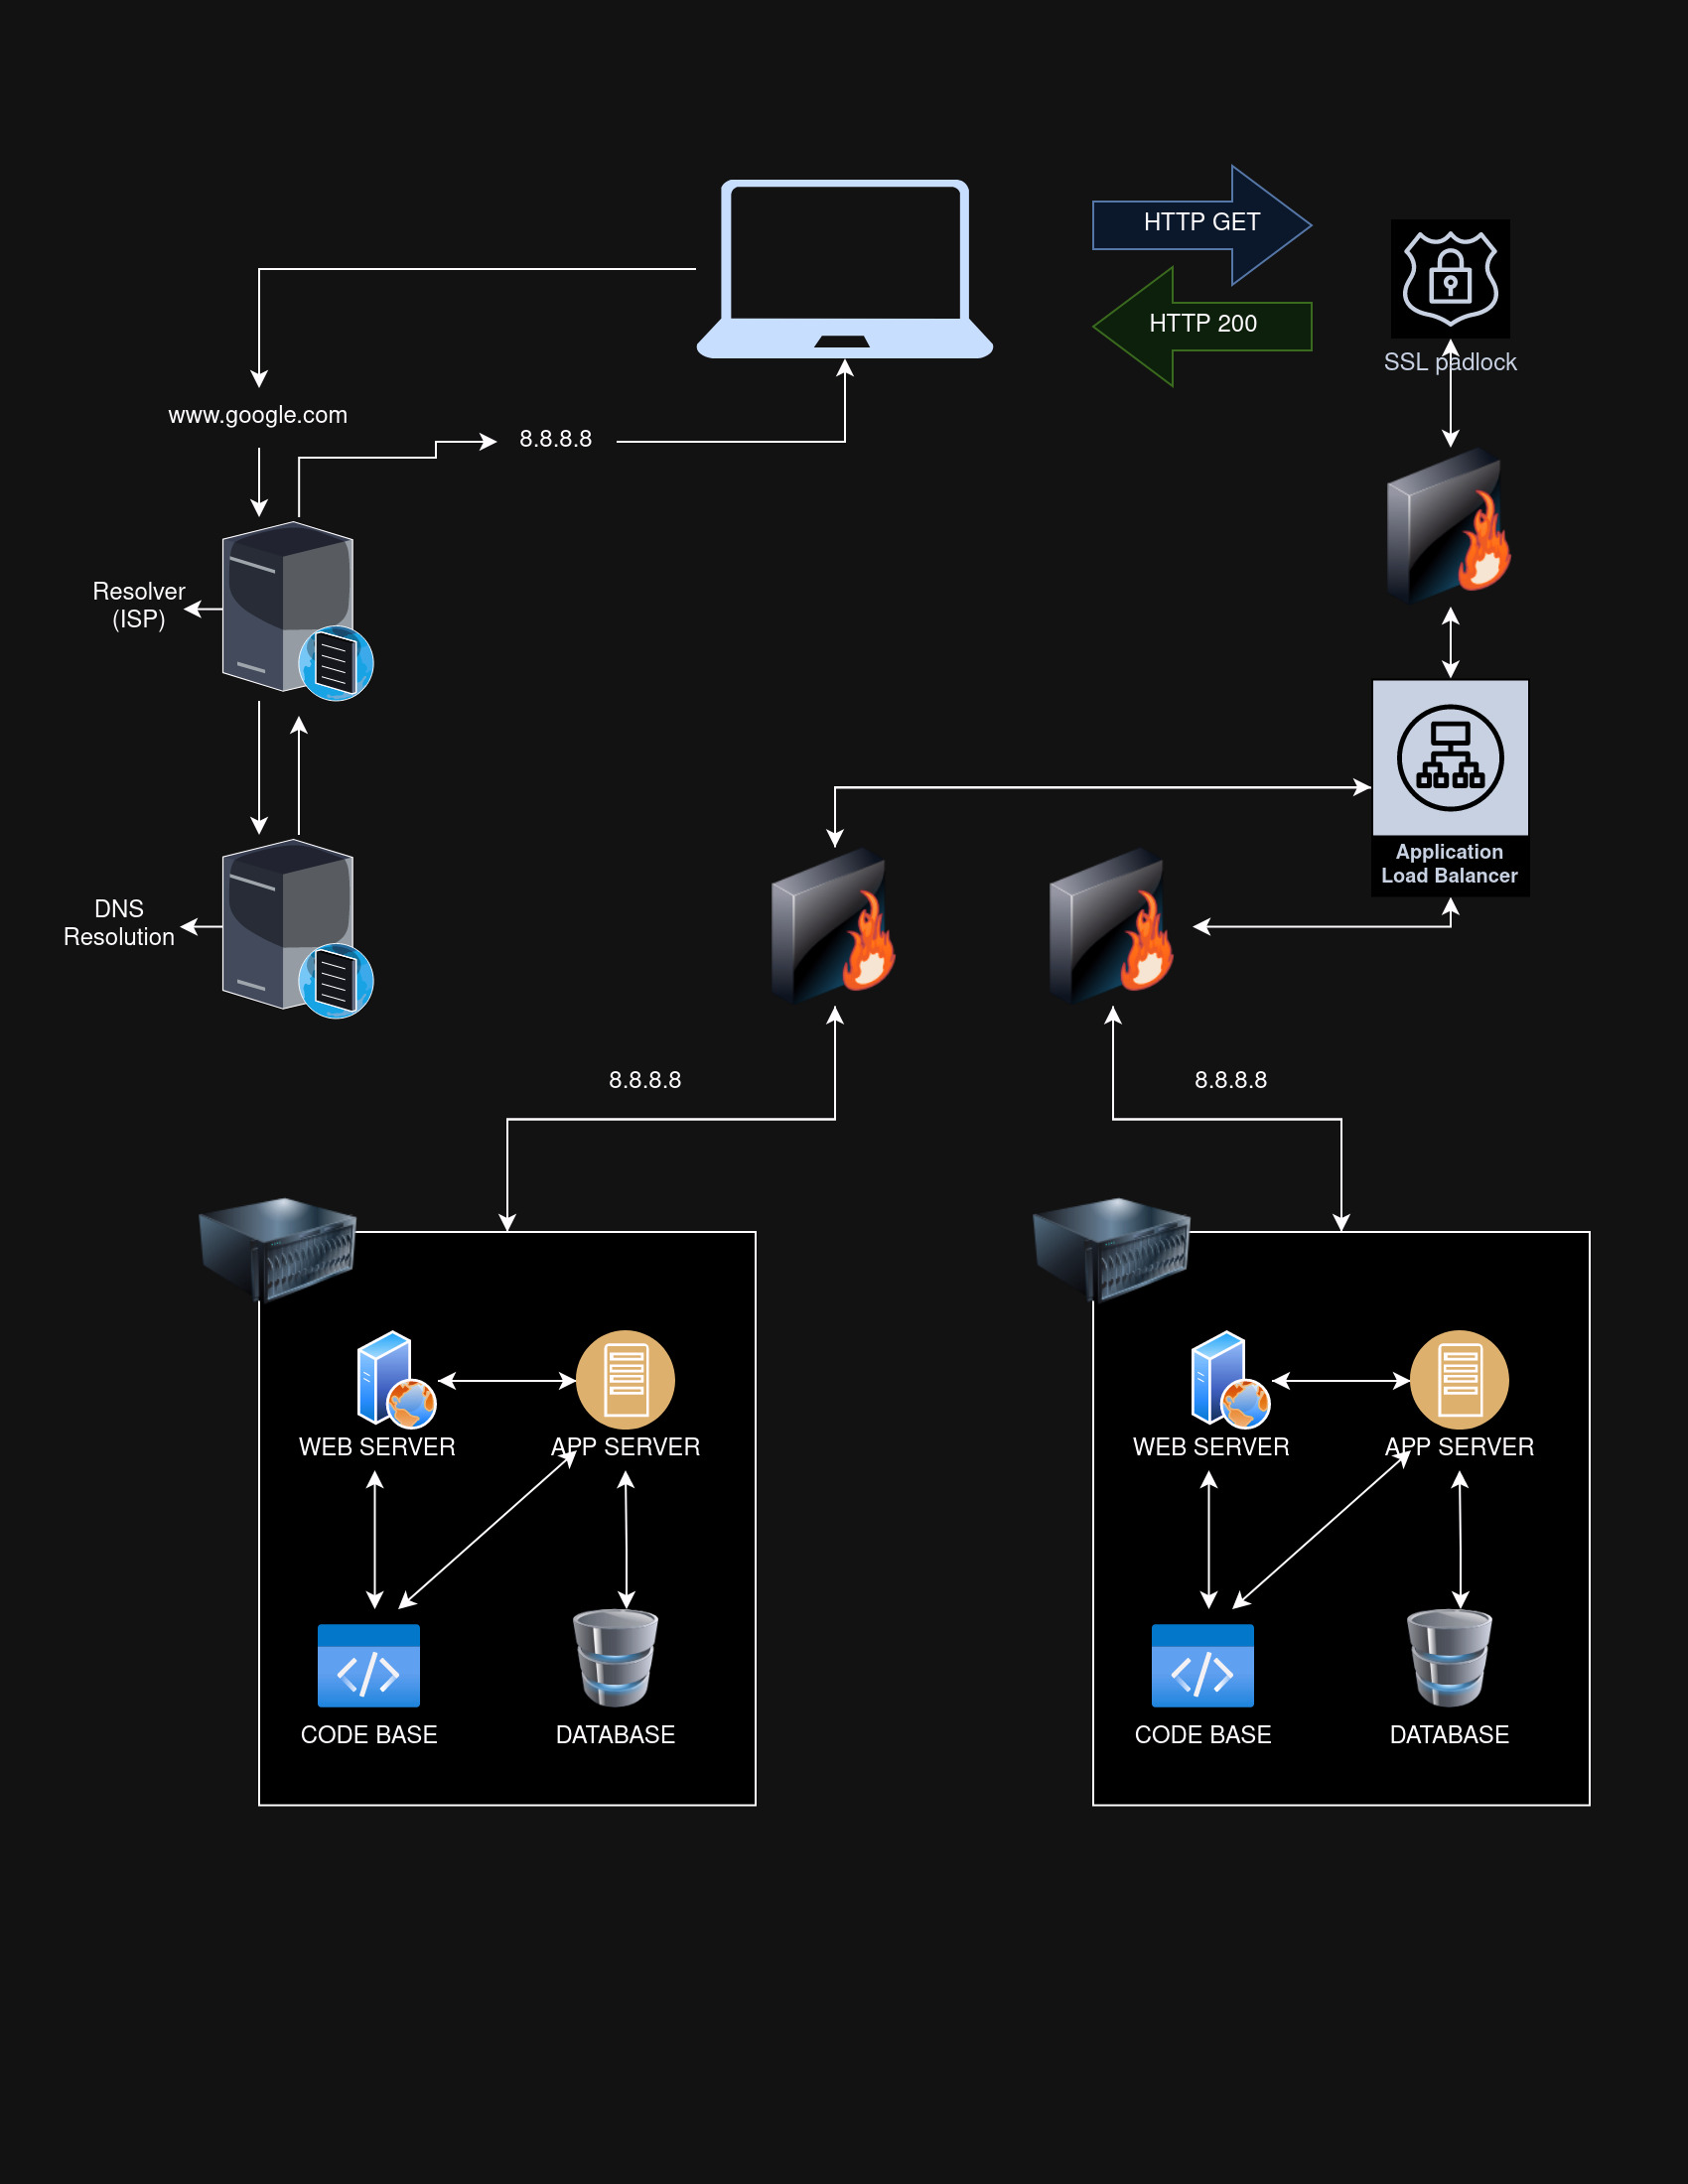 HTTP GET
HTTP 200
SSL padlock
www.google.com
8.8.8.8
Resolver
(ISP)
DNS
Resolution
Application
Load Balancer
8.8.8.8
8.8.8.8
WEB SERVER
APP SERVER
CODE BASE
DATABASE
WEB SERVER
APP SERVER
CODE BASE
DATABASE